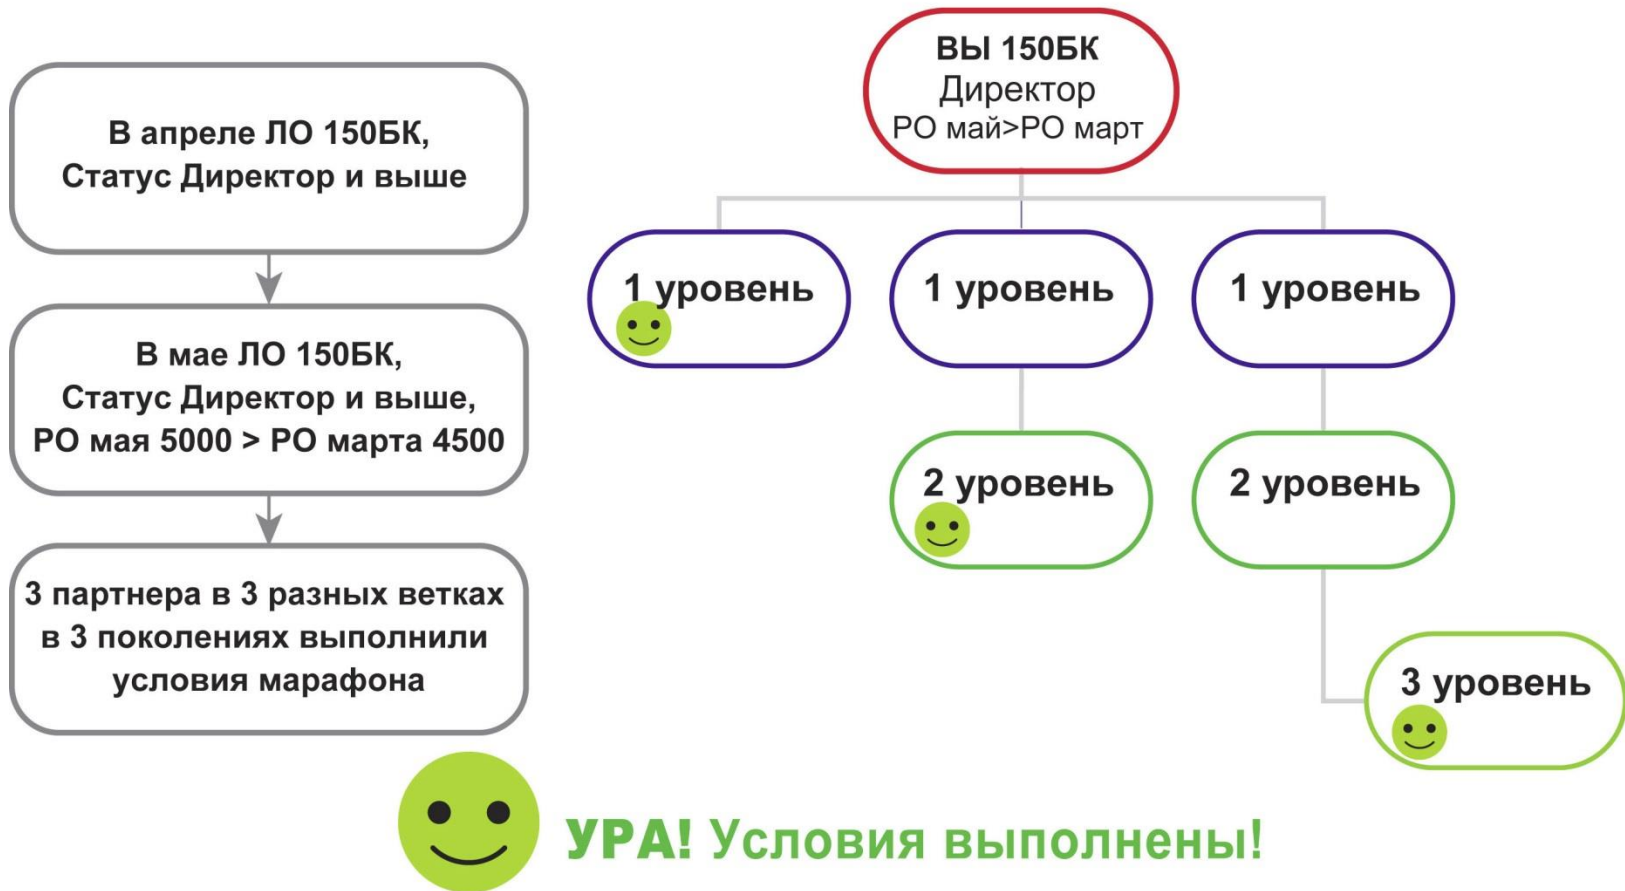 В апреле ЛО 150БК,
Статус Директор и выше
В мае ЛО 150БК,
Статус Директор и выше,
РО мая 5000 > РО марта 4500
3 партнера в 3 разных ветках
в 3 поколениях выполнили
условия марафона
ВЫ 150БК
Директор
РО май>РО март
1 уровень
1 уровень
1 уровень
2 уровень
2 уровень
3 уровень
УРА! Условия выполнены!